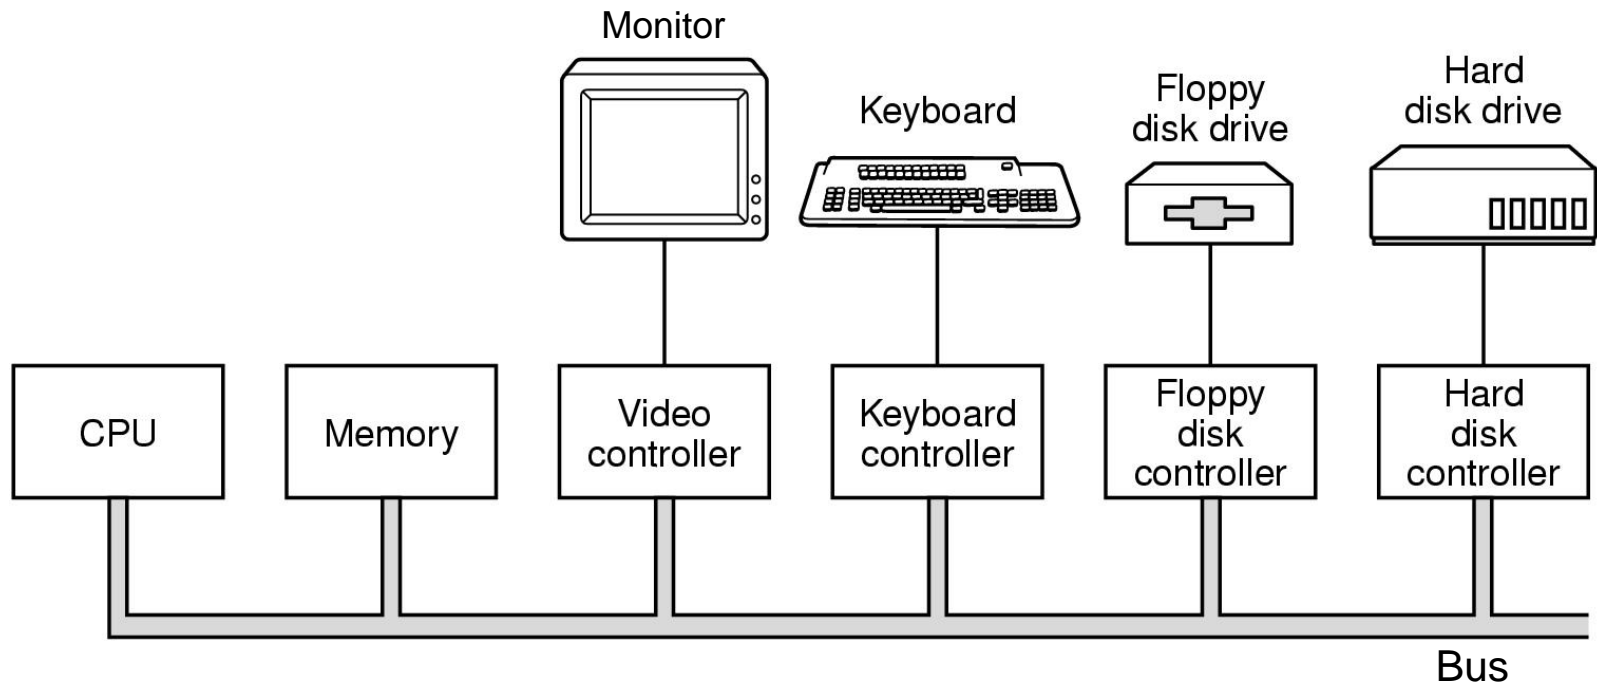 Monitor
Keyboard
Floppy
disk drive
Hard
disk drive
CPU
Memory
Video
controller
Keyboard
controller
Floppy
disk
controller
Hard
disk
controller
Bus